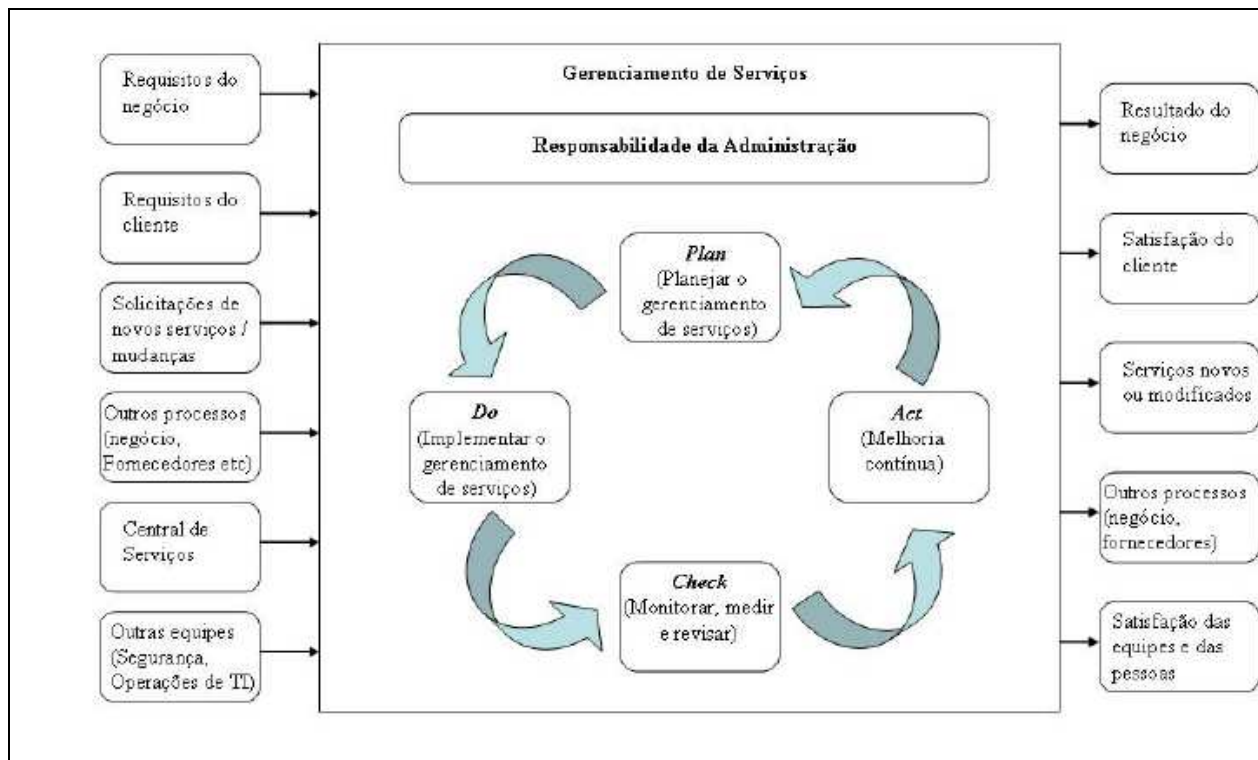 Requisitos do
negócio
Requisitos do
cliente
Solicitações de
novos serviços /
mudanças
Outros processos
(negócio,
Fornecedores etc)
Central de
Serviços
Outras equipes
(Segurança,
Operações de TI)
Gerenciamento de Serviços
Responsabilidade da Administração
Plan
(Planejar o
gerenciamento
de serviços)
Do
(Implementar o
gerenciamento
de serviços)
Check
(Monitorar, medir
e revisar)
Act
(Melhoria
contínua)
Resultado do
negócio
Satisfação do
cliente
Serviços novos
ou modificados
Outros processos
(negócio,
fornecedores)
Satisfação das
equipes e das
pessoas